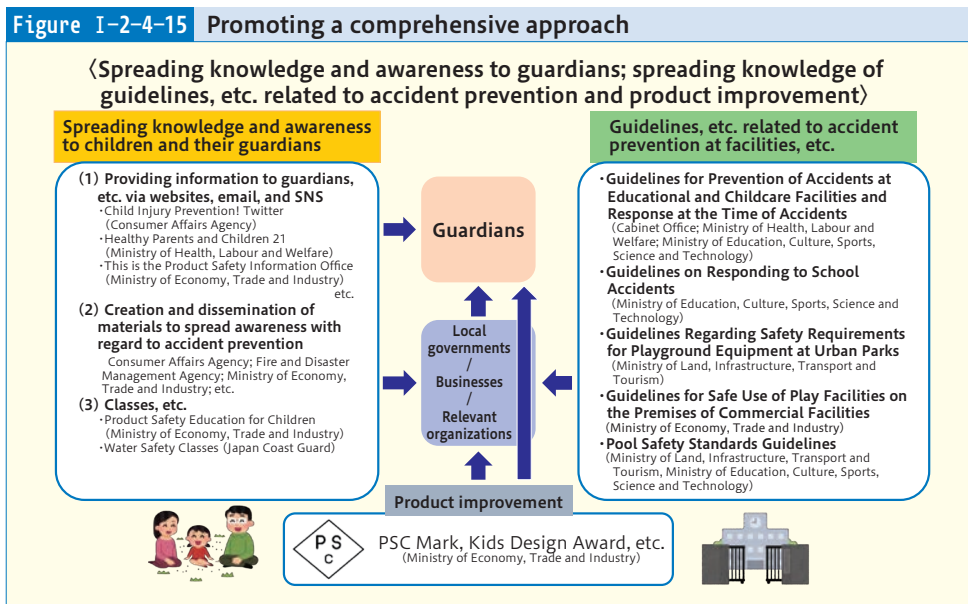 Figure I-2-4-15 Promoting a comprehensive approach
〈Spreading knowledge and awareness to guardians; spreading knowledge of
guidelines, etc. related to accident prevention and product improvement〉
Spreading knowledge and awareness
to children and their guardians
(1) Providing information to guardians,
etc. via websites, email, and SNS
・Child Injury Prevention! Twitter
(Consumer Affairs Agency)
・Healthy Parents and Children 21
(Ministry of Health, Labour and Welfare)
・This is the Product Safety Information Office
(Ministry of Economy, Trade and Industry)
etc.
(2) Creation and dissemination of
materials to spread awareness with
regard to accident prevention
Consumer Affairs Agency; Fire and Disaster
Management Agency; Ministry of Economy,
Trade and Industry; etc.
(3) Classes, etc.
・Product Safety Education for Children
(Ministry of Economy, Trade and Industry)
・Water Safety Classes (Japan Coast Guard)
Guardians
Local
governments
/
Businesses
/
Relevant
organizations
Guidelines, etc. related to accident
prevention at facilities, etc.
・Guidelines for Prevention of Accidents at
Educational and Childcare Facilities and
Response at the Time of Accidents
(Cabinet Office; Ministry of Health, Labour and
Welfare; Ministry of Education, Culture, Sports,
Science and Technology)
・Guidelines on Responding to School
Accidents
(Ministry of Education, Culture, Sports, Science and
Technology)
・Guidelines Regarding Safety Requirements
for Playground Equipment at Urban Parks
(Ministry of Land, Infrastructure, Transport and
Tourism)
・Guidelines for Safe Use of Play Facilities on
the Premises of Commercial Facilities
(Ministry of Economy, Trade and Industry)
・Pool Safety Standards Guidelines
(Ministry of Land, Infrastructure, Transport and
Tourism, Ministry of Education, Culture, Sports,
Science and Technology)
Product improvement
P S
C
PSC Mark, Kids Design Award, etc.
(Ministry of Economy, Trade and Industry)